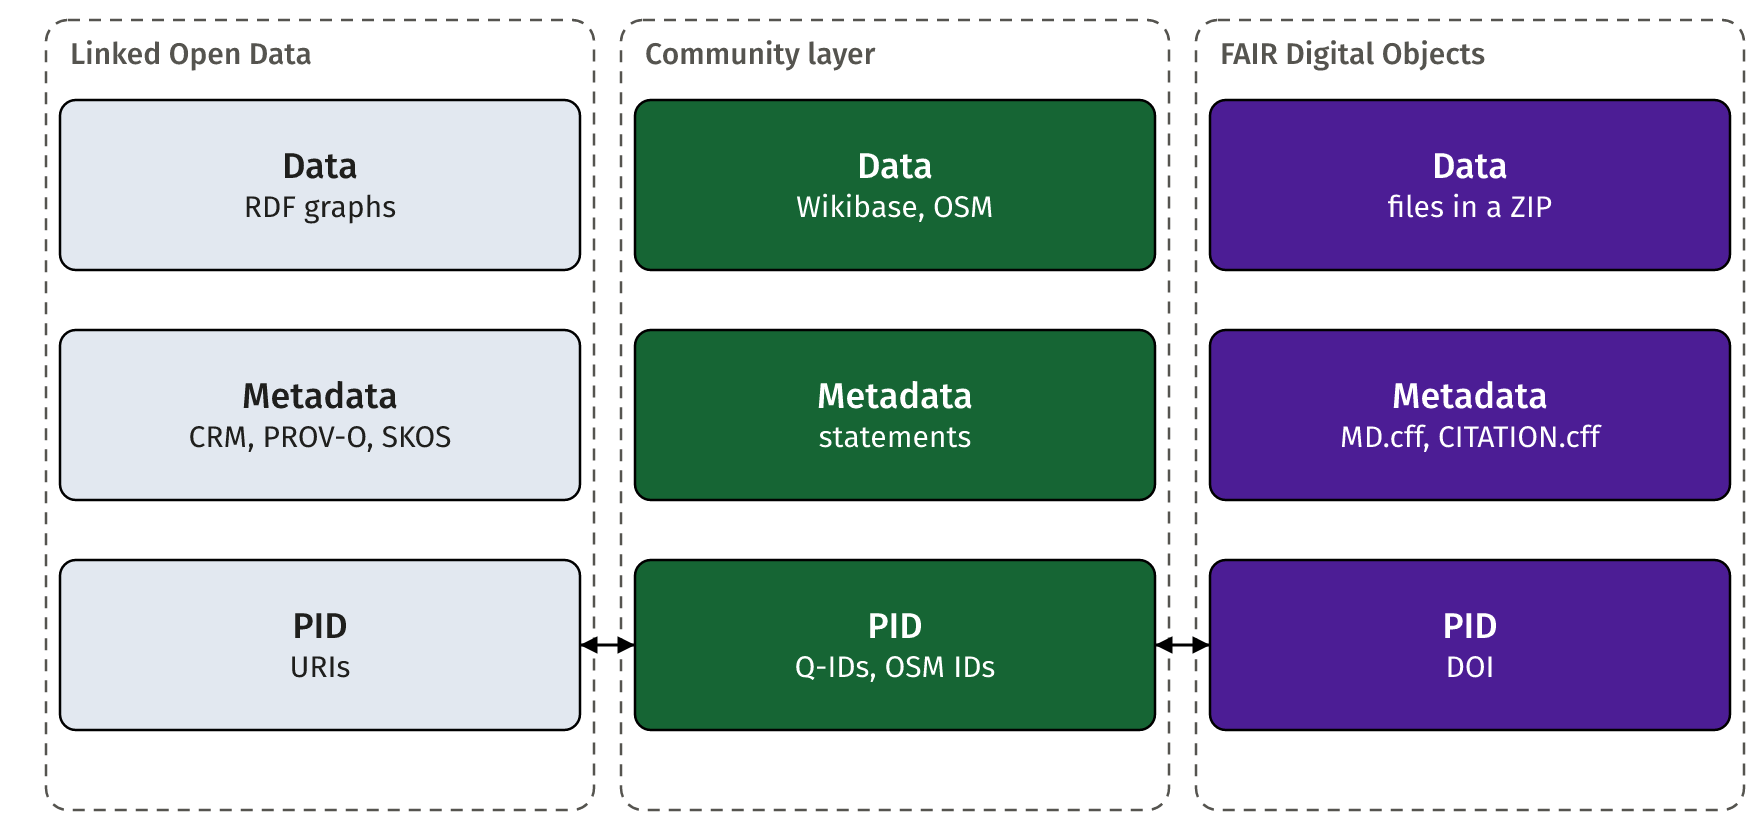 Linked Open Data
Data
RDF graphs
Metadata
CRM, PROV-O, SKOS
PID
URIs
Community layer
Data
Wikibase, OSM
Metadata
statements
PID
Q-IDs, OSM IDs
FAIR Digital Objects
Data
files in a ZIP
Metadata
MD.cff, CITATION.cff
PID
DOI